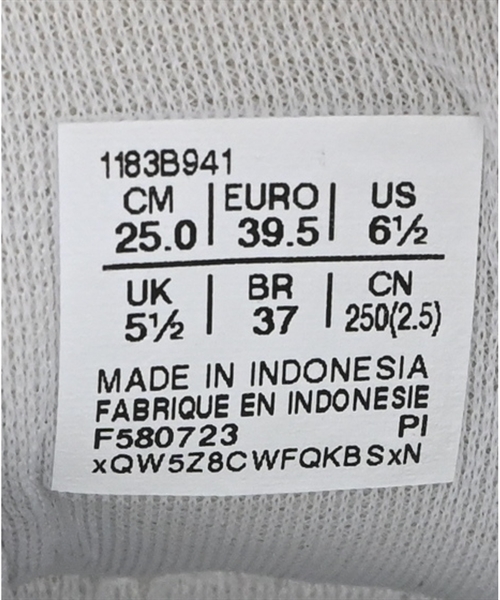 1183B941
CM | EURO | US
25.0 | 39.5 | 6½
UK | BR | CN
5½ | 37 | 250(2.5)
MADE IN INDONESIA
FABRIQUE EN INDONESIE
F580723 PI
xQW5Z8CWFQKBSxN